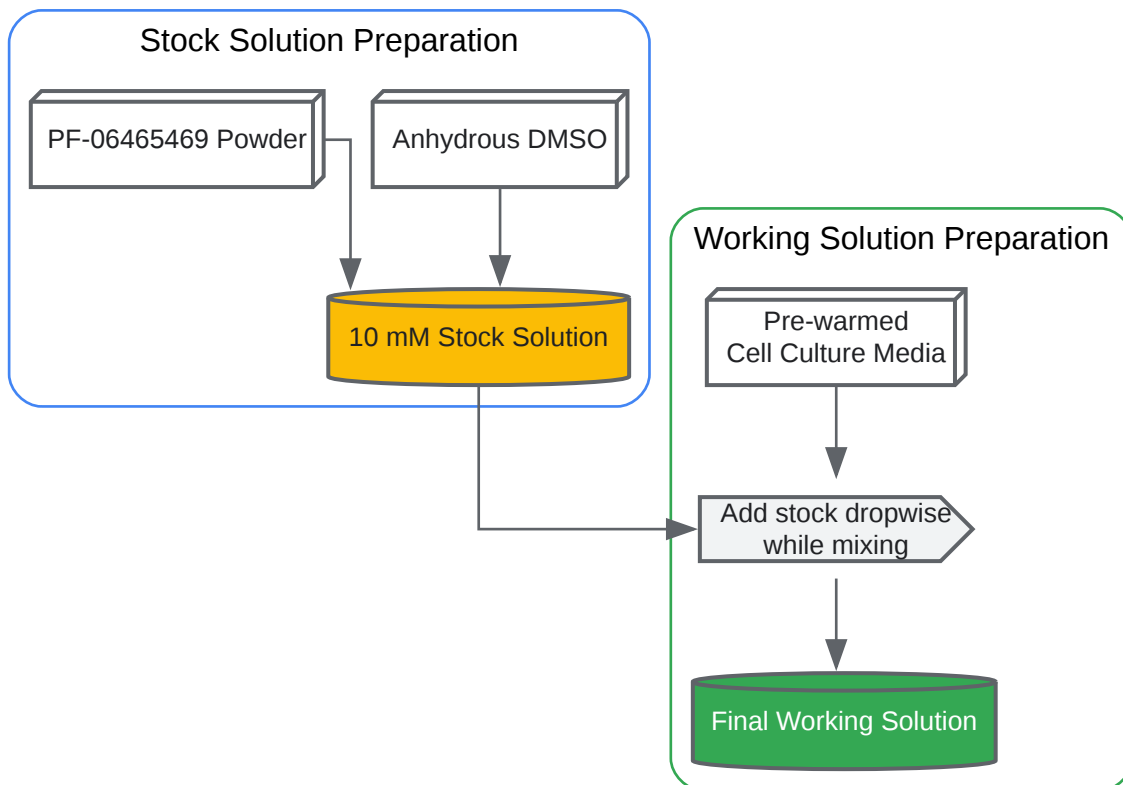 Stock Solution Preparation
PF-06465469 Powder
Anhydrous DMSO
10 mM Stock Solution
Working Solution Preparation
Pre-warmed
Cell Culture Media
Add stock dropwise
while mixing
Final Working Solution